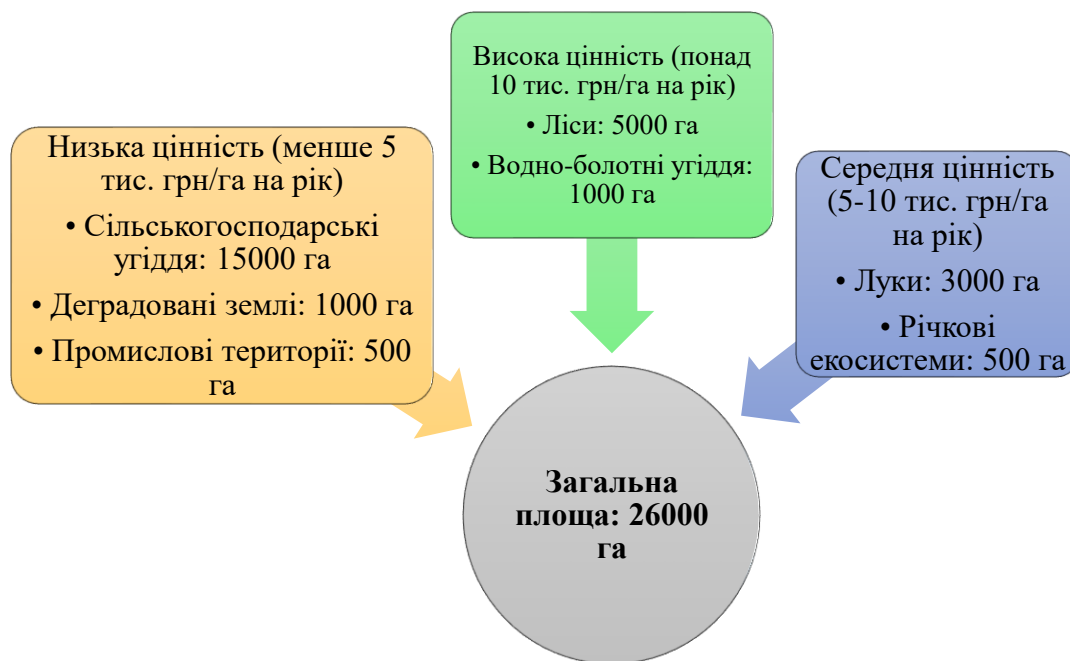 Низька цінність (менше 5
тис. грн/га на рік)
• Сільськогосподарські
угіддя: 15000 га
• Деградовані землі: 1000 га
• Промислові території: 500
га
Висока цінність (понад
10 тис. грн/га на рік)
• Ліси: 5000 га
• Водно-болотні угіддя:
1000 га
Середня цінність
(5-10 тис. грн/га
на рік)
• Луки: 3000 га
• Річкові
екосистеми: 500 га
Загальна
площа: 26000
га